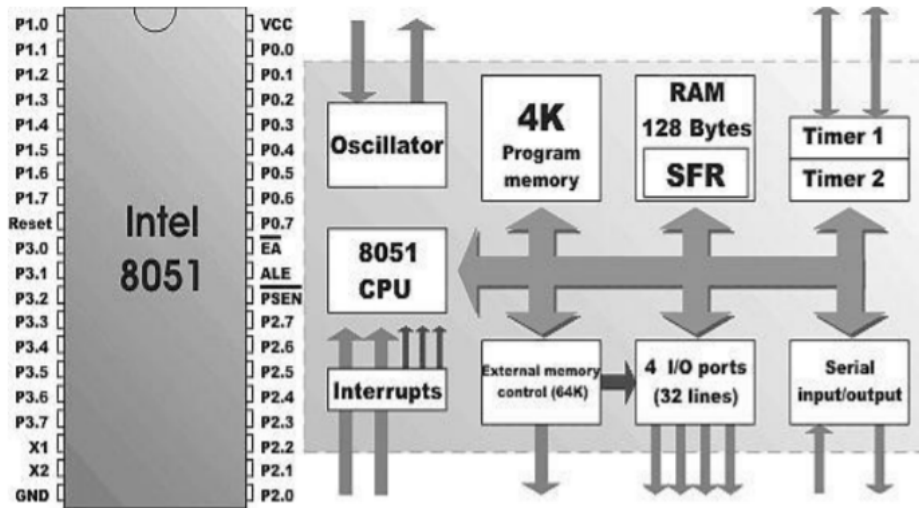 P1.0
P1.1
P1.2
P1.3
P1.4
P1.5
P1.6
P1.7
Reset
P3.0
P3.1
P3.2
P3.3
P3.4
P3.5
P3.6
P3.7
X1
X2
GND
Intel
8051
VCC
P0.0
P0.1
P0.2
P0.3
P0.4
P0.5
P0.6
P0.7
EA
ALE
PSEN
P2.7
P2.6
P2.5
P2.4
P2.3
P2.2
P2.1
P2.0
Oscillator
4K
Program
memory
RAM
128 Bytes
SFR
Timer 1
Timer 2
8051
CPU
Interrupts
External memory
control (64K)
4 I/O ports
(32 lines)
Serial
input/output